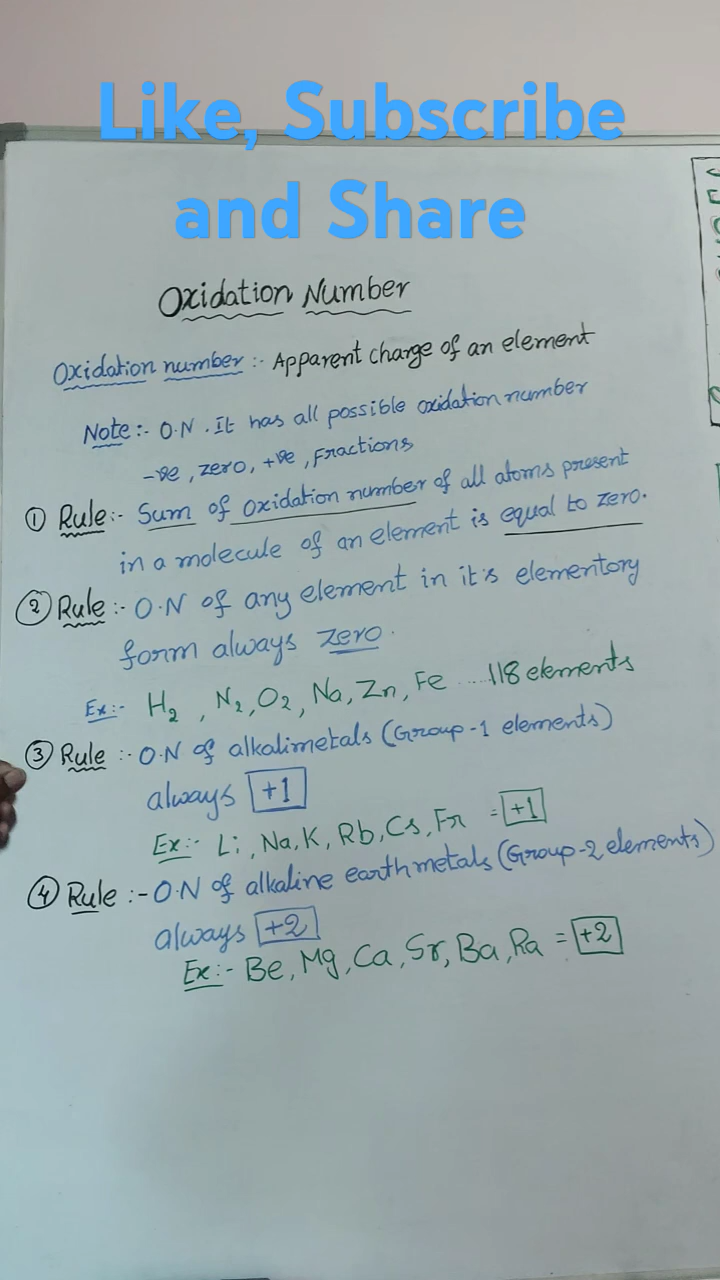 Like, Subscribe
and Share
Oxidation Number
Oxidation number :- Apparent charge of an element
Note :- O.N . It has all possible oxidation number
-ve, zero, +ve, Fractions
① Rule :- Sum of oxidation number of all atoms present
in a molecule of an element is equal to zero.
② Rule :- O.N of any element in it's elementory
form always zero.
Ex :- H2, N2, O2, Na, Zn, Fe ....118 elements
③ Rule :- O.N of alkalimetals (Group-1 elements)
always +1
Ex :- Li, Na, K, Rb, Cs, Fr = +1
④ Rule :- O.N of alkaline earth metals (Group-2 elements)
always +2
Ex :- Be, Mg, Ca, Sr, Ba, Ra = +2